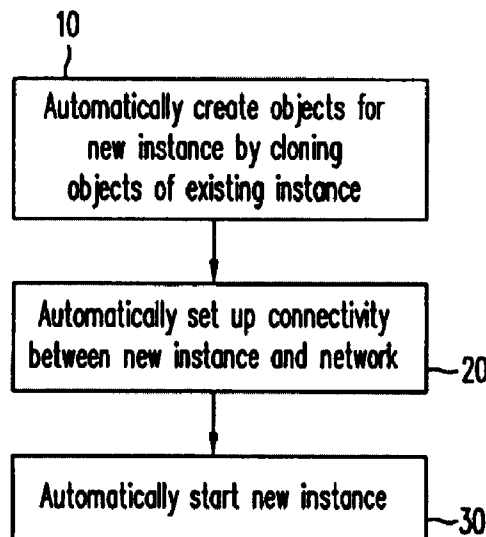 10
Automatically create objects for
new instance by cloning
objects of existing instance
Automatically set up connectivity
between new instance and network
20
Automatically start new instance
30